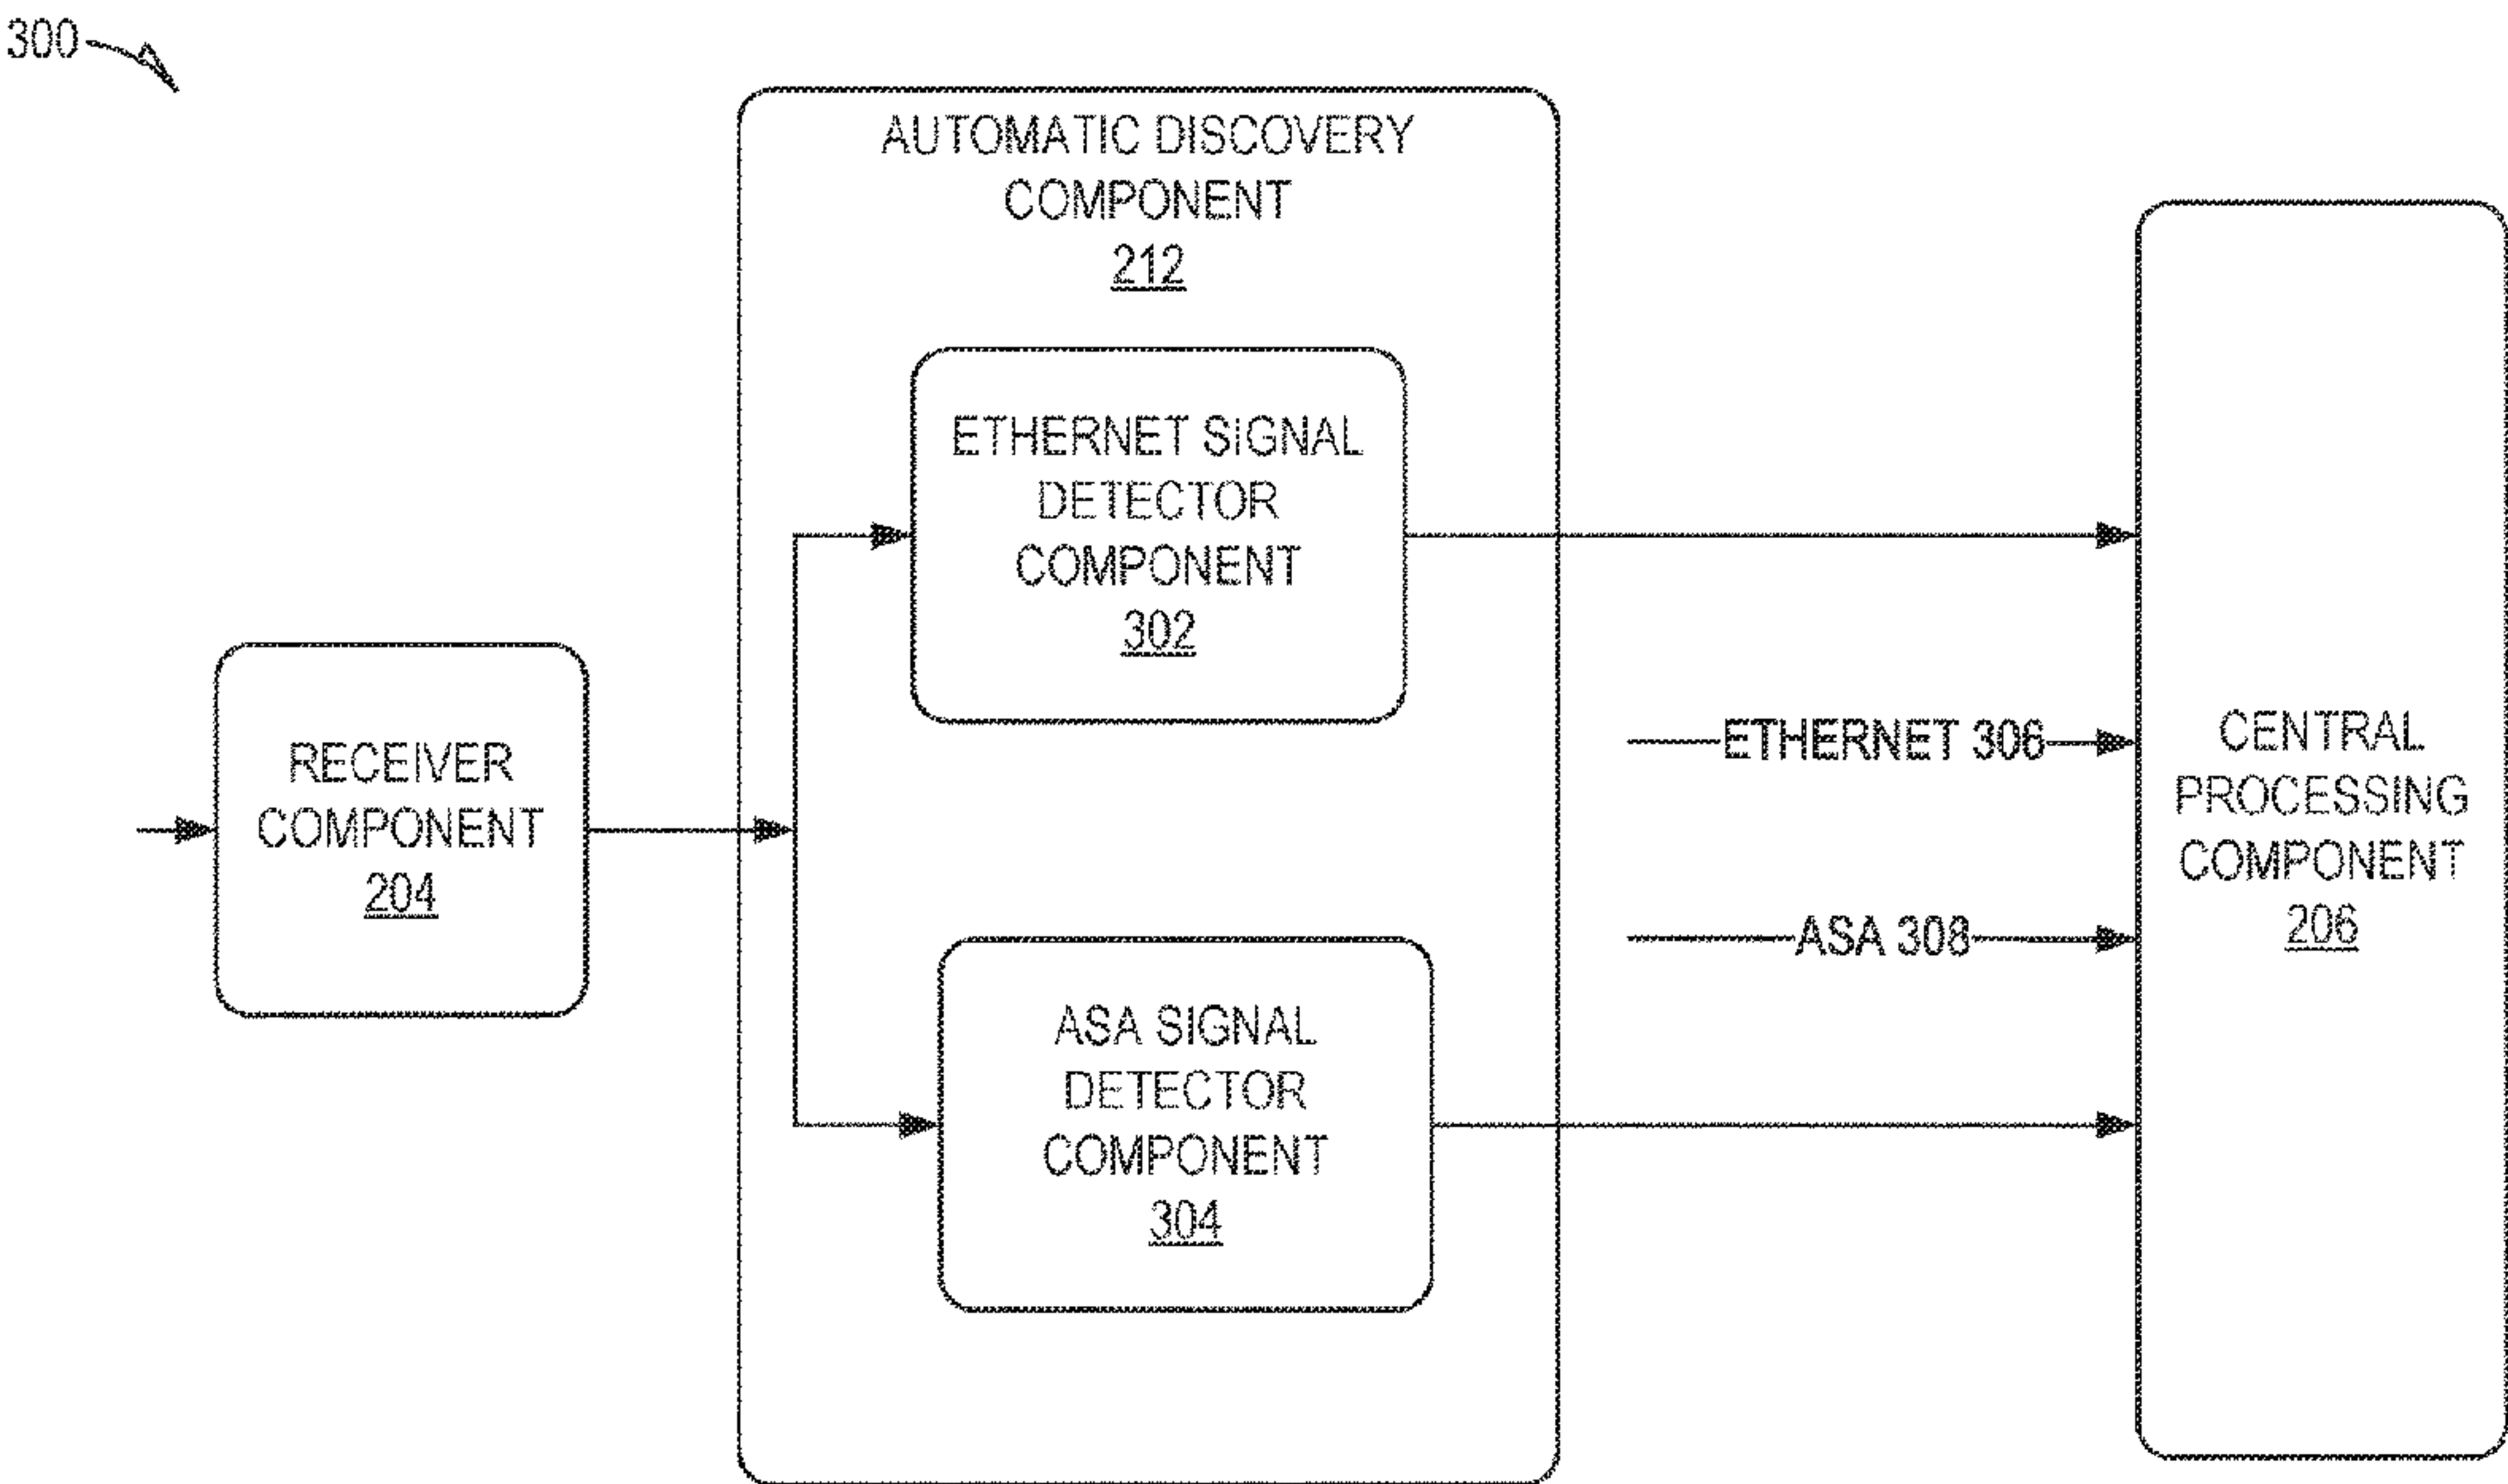 300
AUTOMATIC DISCOVERY
COMPONENT
212
ETHERNET SIGNAL
DETECTOR
COMPONENT
302
RECEIVER
COMPONENT
204
ETHERNET 306
ASA 308
CENTRAL
PROCESSING
COMPONENT
206
ASA SIGNAL
DETECTOR
COMPONENT
304